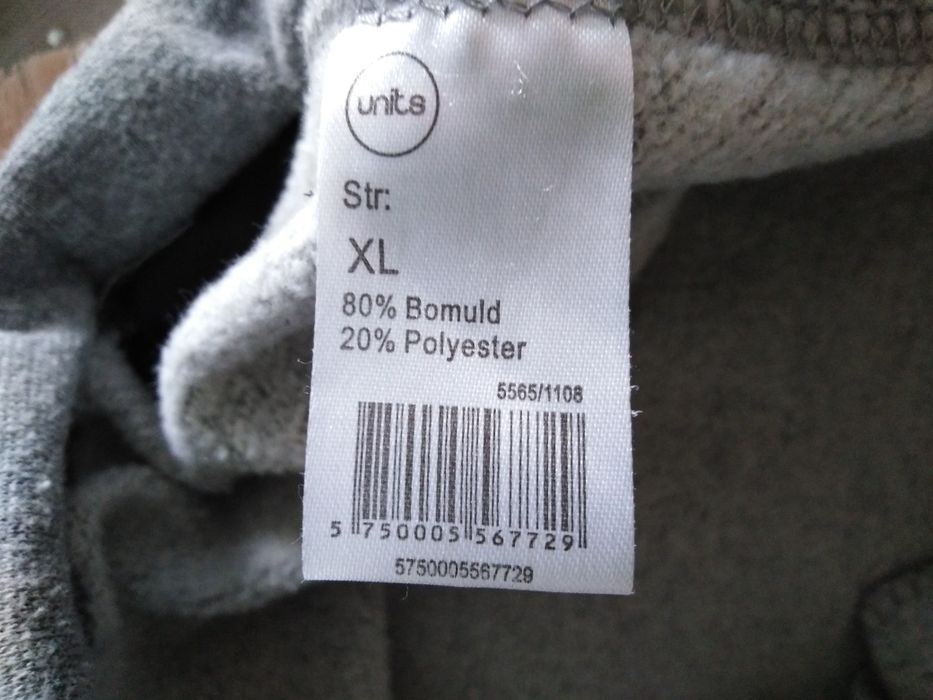 units
Str:
XL
80% Bomuld
20% Polyester
5565/1108
5 750005 567729
5750005567729